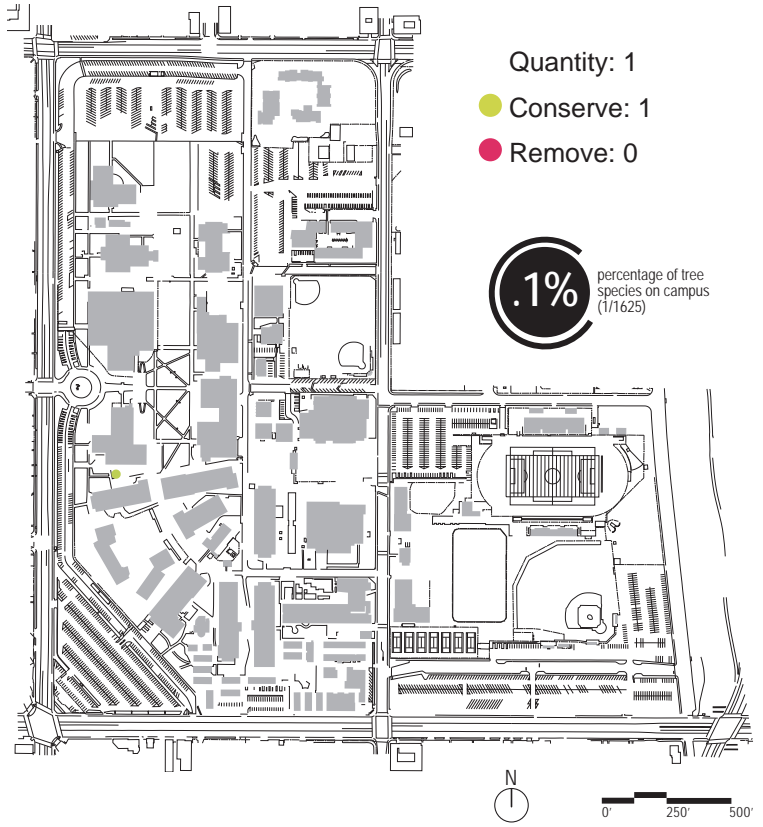 Quantity: 1
Conserve: 1
Remove: 0
.1%
percentage of tree
species on campus
(1/1625)
N
0' 250' 500'